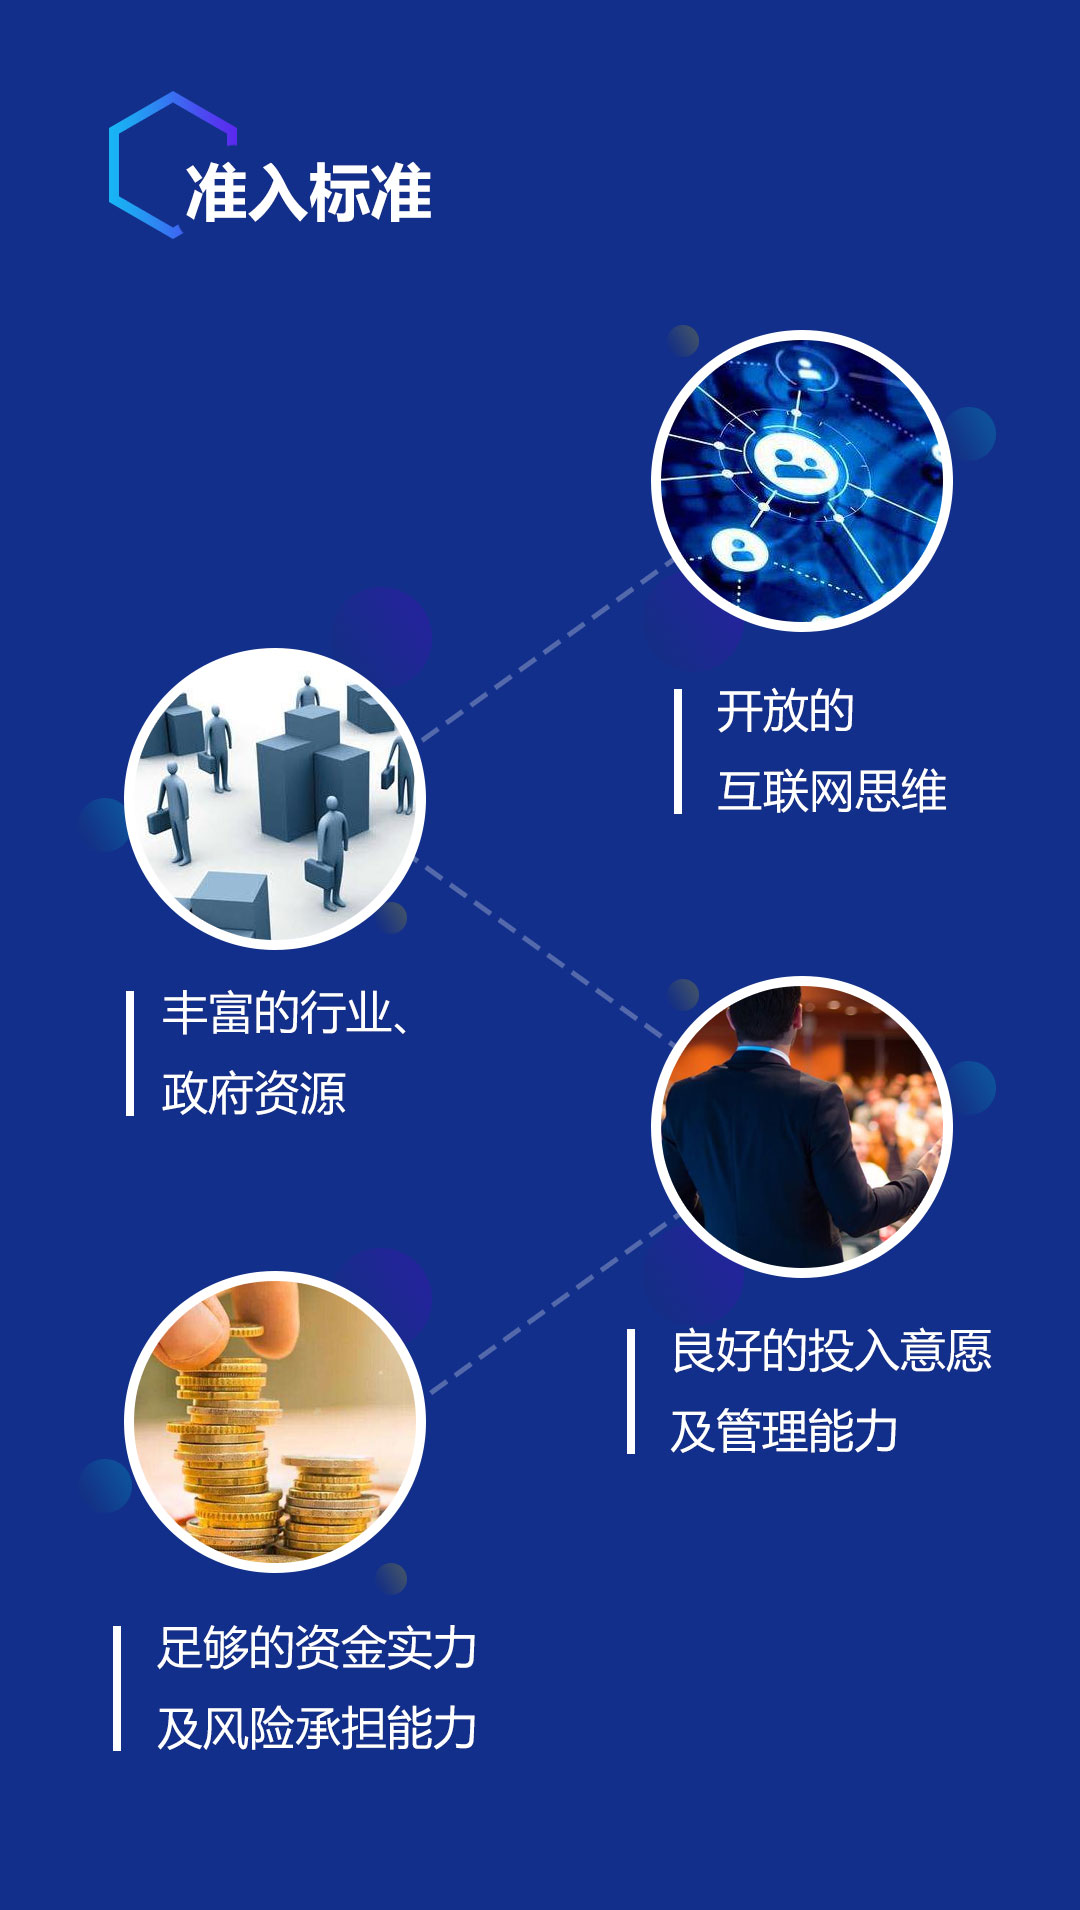 准入标准
开放的
互联网思维
丰富的行业、
政府资源
良好的投入意愿
及管理能力
足够的资金实力
及风险承担能力